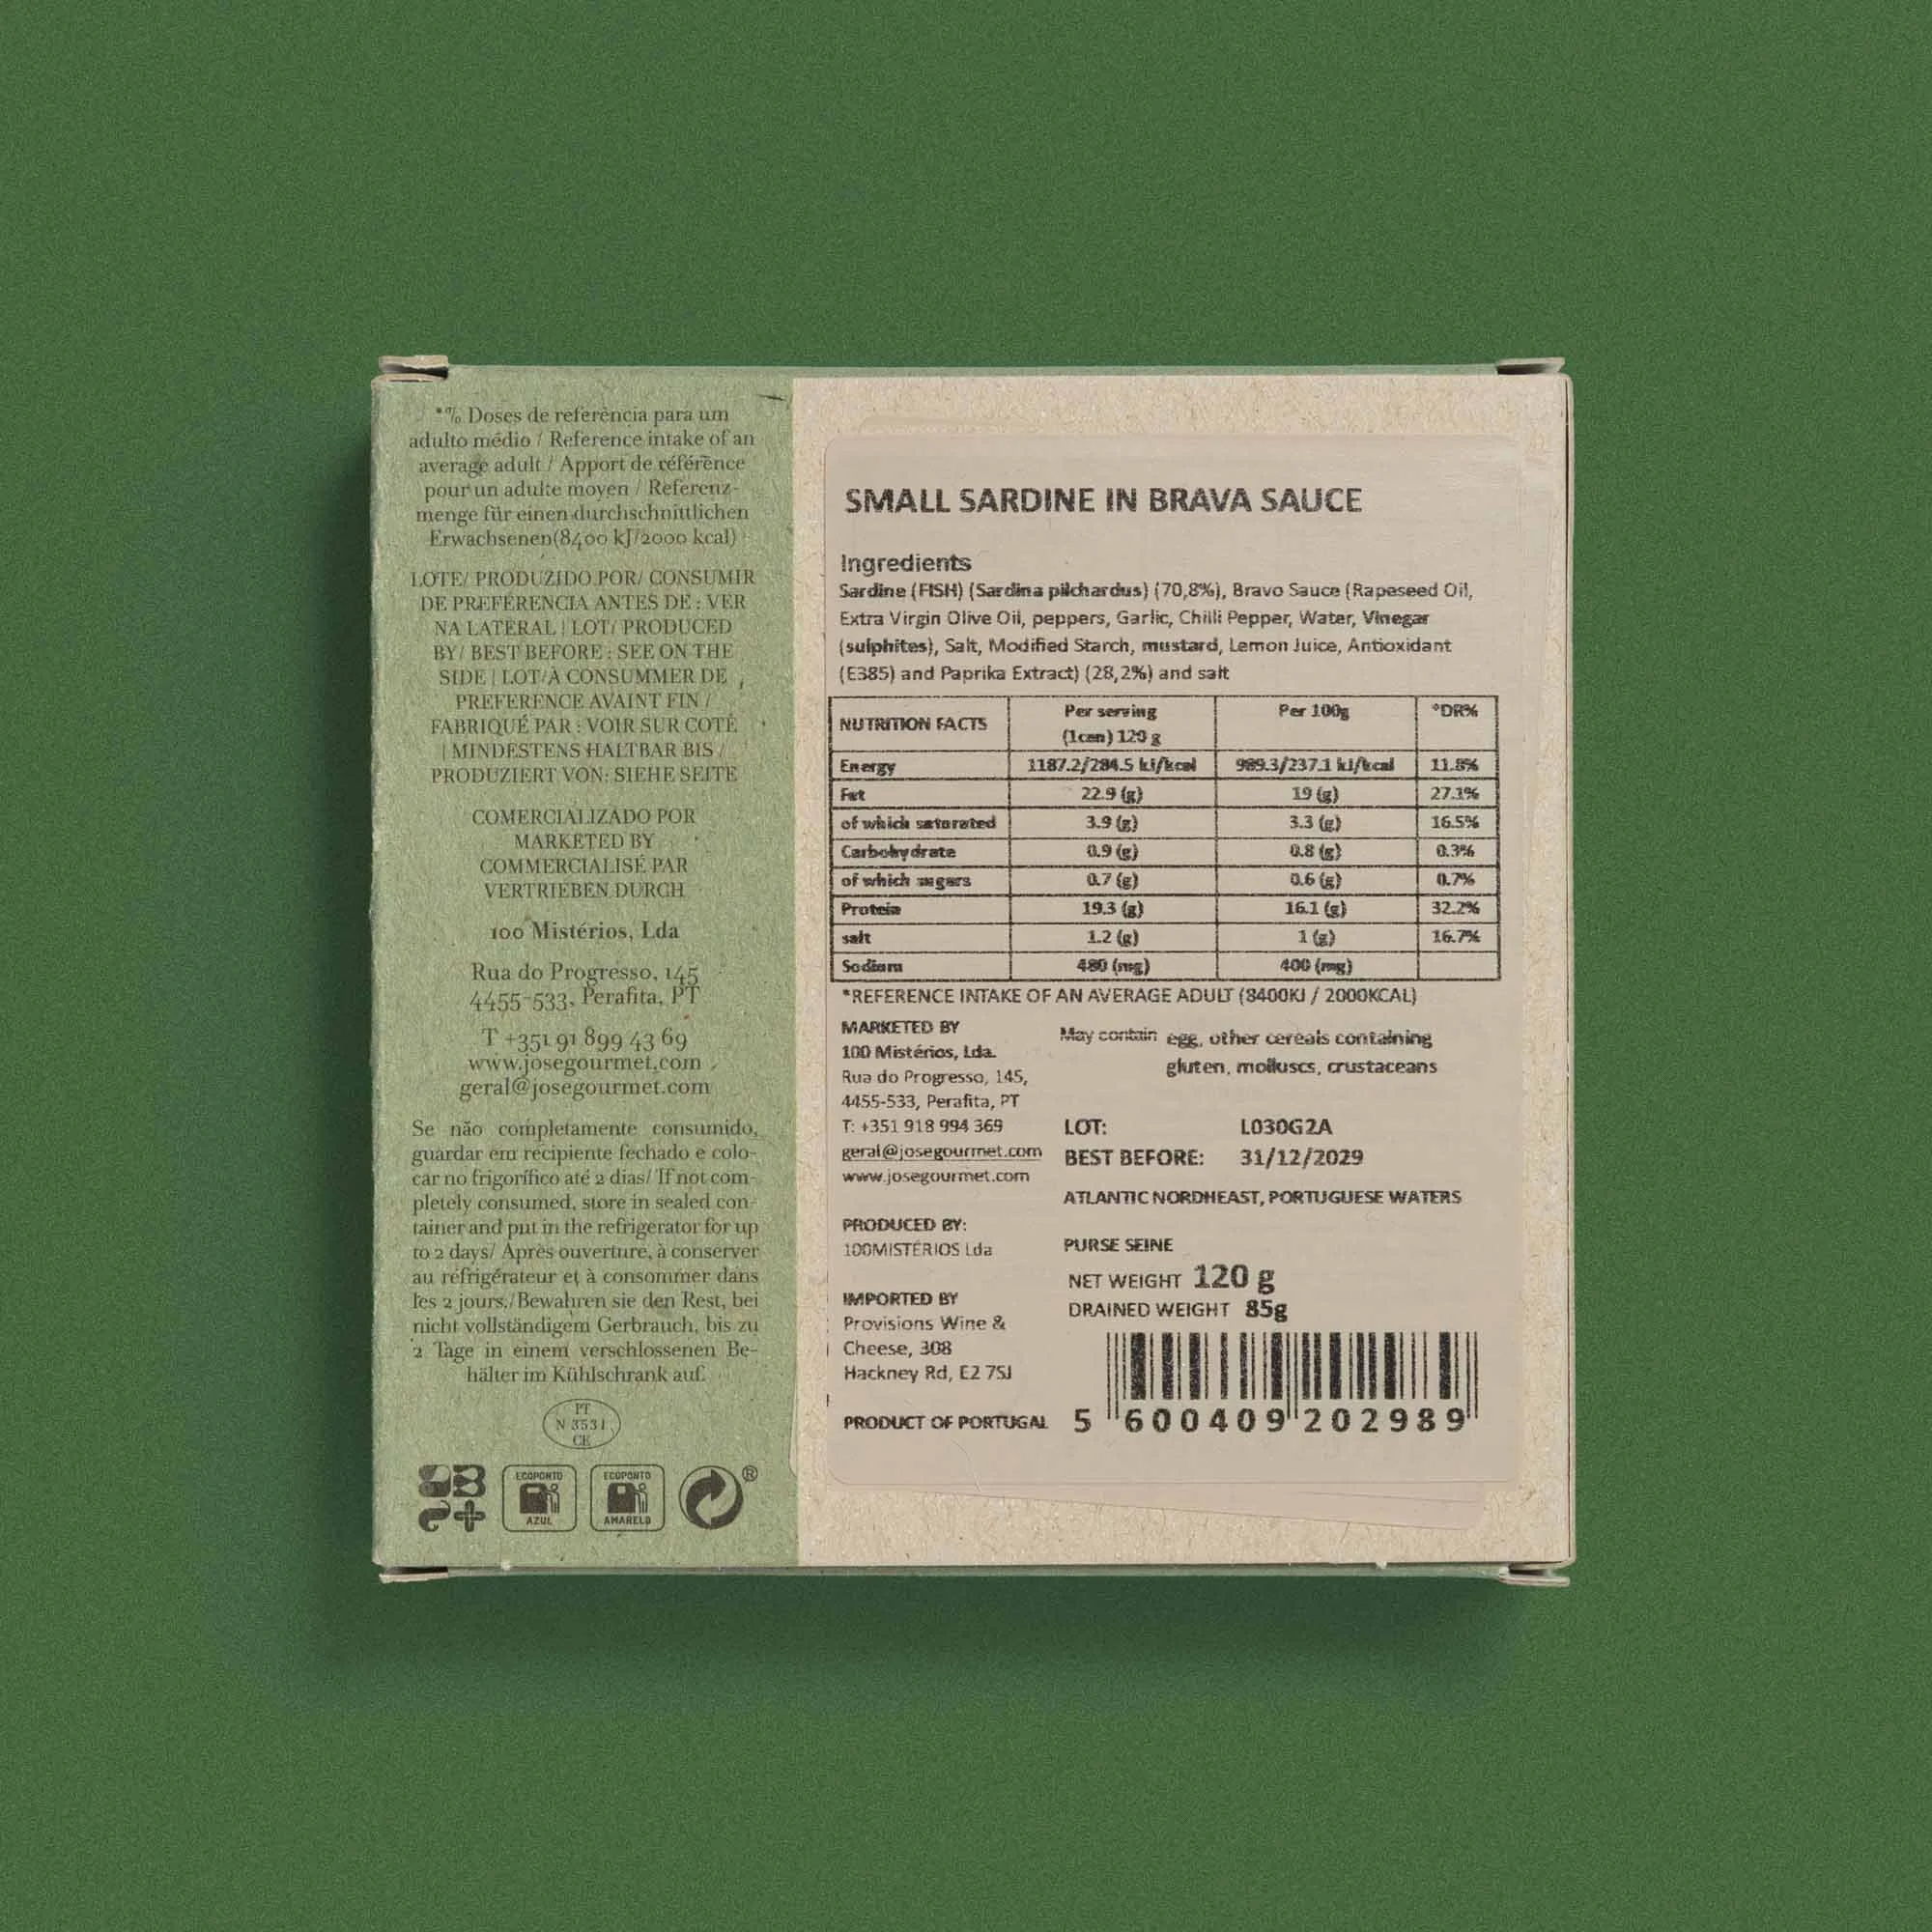 *% Doses de referência para um
adulto médio / Reference intake of an
average adult / Apport de référence
pour un adulte moyen / Referenz-
menge für einen durchschnittlichen
Erwachsenen(8400 kJ/2000 kcal)
LOTE/ PRODUZIDO POR/ CONSUMIR
DE PREFERENCIA ANTES DE : VER
NA LATERAL | LOT/ PRODUCED
BY/ BEST BEFORE : SEE ON THE
SIDE | LOT/À CONSUMMER DE
PREFERENCE AVAINT FIN /
FABRIQUÉ PAR : VOIR SUR COTÉ
| MINDESTENS HALTBAR BIS /
PRODUZIERT VON: SIEHE SEITE
COMERCIALIZADO POR
MARKETED BY
COMMERCIALISÉ PAR
VERTRIEBEN DURCH
100 Mistérios, Lda
Rua do Progresso, 145
4455-533, Perafita, PT
T +351 91 899 43 69
www.josegourmet.com
geral@josegourmet.com
Se não completamente consumido,
guardar em recipiente fechado e colo-
car no frigorífico até 2 dias/ If not com-
pletely consumed, store in sealed con-
tainer and put in the refrigerator for up
to 2 days/ Après ouverture, à conserver
au réfrigérateur et à consommer dans
les 2 jours./Bewahren sie den Rest, bei
nicht vollständigem Gerbrauch, bis zu
2 Tage in einem verschlossenen Be-
hälter im Kühlschrank auf.
PT
N 3531
CE
ECOPONTO
AZUL
ECOPONTO
AMARELO
®
SMALL SARDINE IN BRAVA SAUCE
Ingredients
Sardine (FISH) (Sardina pilchardus) (70,8%), Bravo Sauce (Rapeseed Oil,
Extra Virgin Olive Oil, peppers, Garlic, Chilli Pepper, Water, Vinegar
(sulphites), Salt, Modified Starch, mustard, Lemon Juice, Antioxidant
(E385) and Paprika Extract) (28,2%) and salt
NUTRITION FACTS Per serving (1can) 120 g Per 100g *DR%
Energy 1187.2/284.5 kj/kcal 989.3/237.1 kj/kcal 11.8%
Fat 22.9 (g) 19 (g) 27.1%
of which saturated 3.9 (g) 3.3 (g) 16.5%
Carbohydrate 0.9 (g) 0.8 (g) 0.3%
of which sugars 0.7 (g) 0.6 (g) 0.7%
Protein 19.3 (g) 16.1 (g) 32.2%
salt 1.2 (g) 1 (g) 16.7%
Sodium 480 (mg) 400 (mg)
*REFERENCE INTAKE OF AN AVERAGE ADULT (8400KJ / 2000KCAL)
MARKETED BY
100 Mistérios, Lda.
Rua do Progresso, 145,
4455-533, Perafita, PT
T: +351 918 994 369
geral@josegourmet.com
www.josegourmet.com
PRODUCED BY:
100MISTÉRIOS Lda
IMPORTED BY
Provisions Wine &
Cheese, 308
Hackney Rd, E2 7SJ
PRODUCT OF PORTUGAL
May contain egg, other cereals containing
gluten, molluscs, crustaceans
LOT: L030G2A
BEST BEFORE: 31/12/2029
ATLANTIC NORDHEAST, PORTUGUESE WATERS
PURSE SEINE
NET WEIGHT 120 g
DRAINED WEIGHT 85g
5 600409 202989